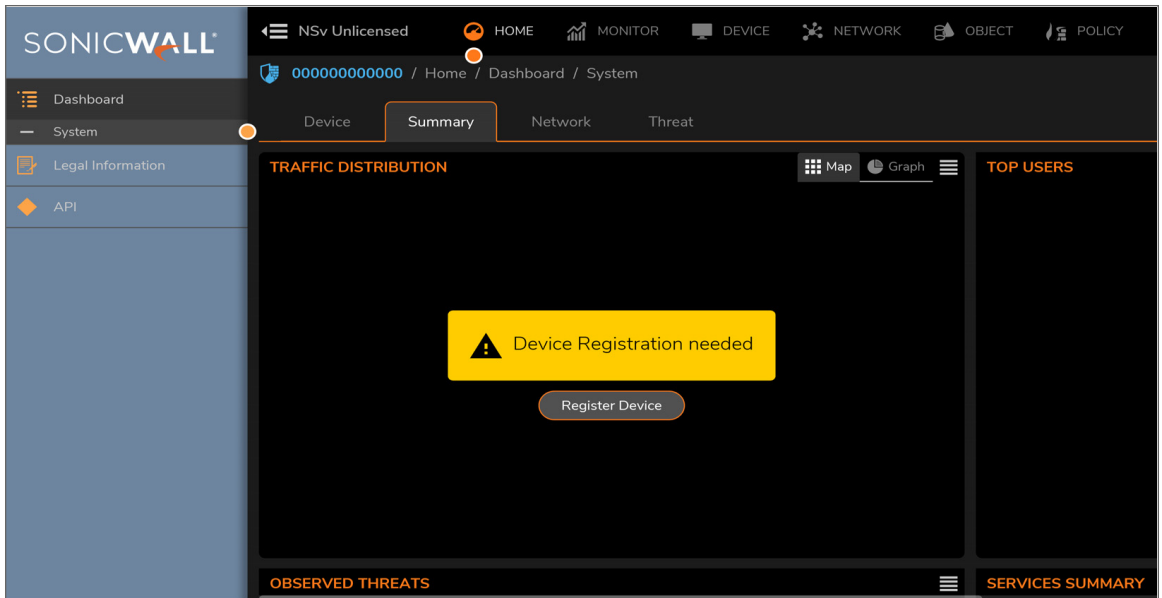 SONICWALL
NSv Unlicensed
HOME
MONITOR
DEVICE
NETWORK
OBJECT
POLICY
000000000000 / Home / Dashboard / System
Dashboard
System
Legal Information
API
Device
Summary
Network
Threat
TRAFFIC DISTRIBUTION
Map
Graph
TOP USERS
Device Registration needed
Register Device
OBSERVED THREATS
SERVICES SUMMARY